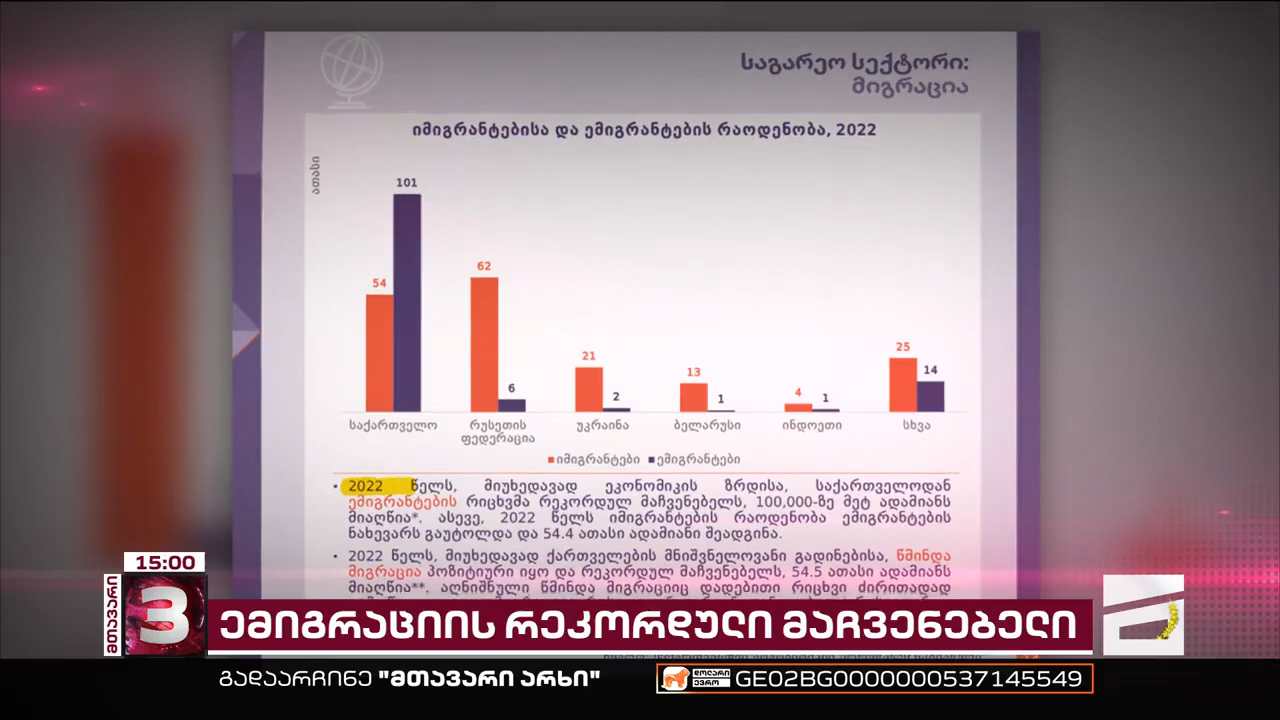 საგარეო სექტორი:
მიგრაცია
იმიგრანტებისა და ემიგრანტების რაოდენობა, 2022
ათასი
101
54
62
6
21
2
13
1
4
1
25
14
საქართველო
რუსეთის
ფედერაცია
უკრაინა
ბელარუსი
ინდოეთი
სხვა
იმიგრანტები ემიგრანტები
• 2022 წელს, მიუხედავად ეკონომიკის ზრდისა, საქართველოდან
ემიგრანტების რიცხვმა რეკორდულ მაჩვენებელს, 100,000-ზე მეტ ადამიანს
მიაღწია*. ასევე, 2022 წელს იმიგრანტების რაოდენობა ემიგრანტების
ნახევარს გაუტოლდა და 54.4 ათასი ადამიანი შეადგინა.
• 2022 წელს, მიუხედავად ქართველების მნიშვნელოვანი გადინებისა, წმინდა
მიგრაცია პოზიტიური იყო და რეკორდულ მაჩვენებელს, 54.5 ათასი ადამიანს
მიაღწია**. აღნიშნული წმინდა მიგრაციიც დადებითი რიცხვი ძირითადად
15:00
მთავარი
3
ემიგრაციის რეკორდული მაჩვენებელი
გადაარჩინე "მთავარი არხი"
დოლარი
ევრო
GE02BG0000000537145549